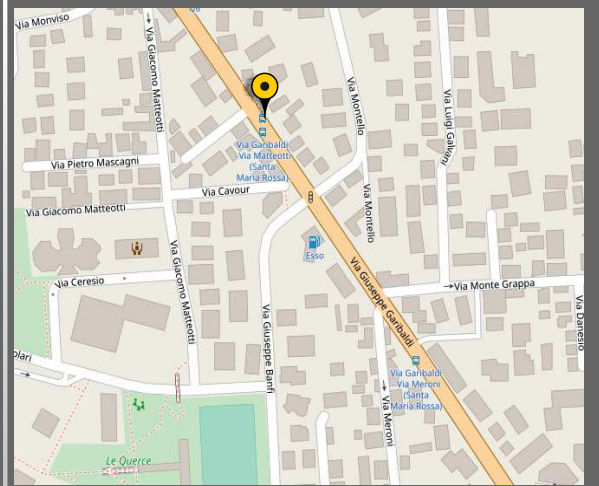 Via Monviso
Via Giacomo Matteotti
Via Montello
Via Luigi Galvani
Via Garibaldi
Via Matteotti
(Santa
Maria Rossa)
Via Pietro Mascagni
Via Cavour
Via Montello
Via Giacomo Matteotti
Esso
Via Giacomo Matteotti
Via Ceresio
Via Giuseppe Garibaldi
→Via Monte Grappa
Via Danesio
Via Giuseppe Banfi
olari
Via Garibaldi
Via Meroni
(Santa
Maria Rossa)
Via Meroni
Le Querce